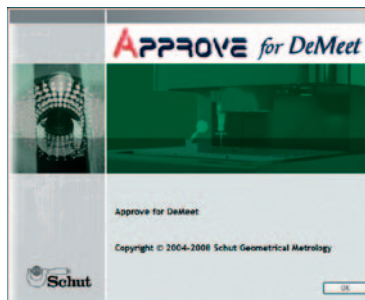 APPROVE for DeMeet
Approve for DeMeet
Copyright © 2004-2008 Schut Geometrical Metrology
Schut
OK